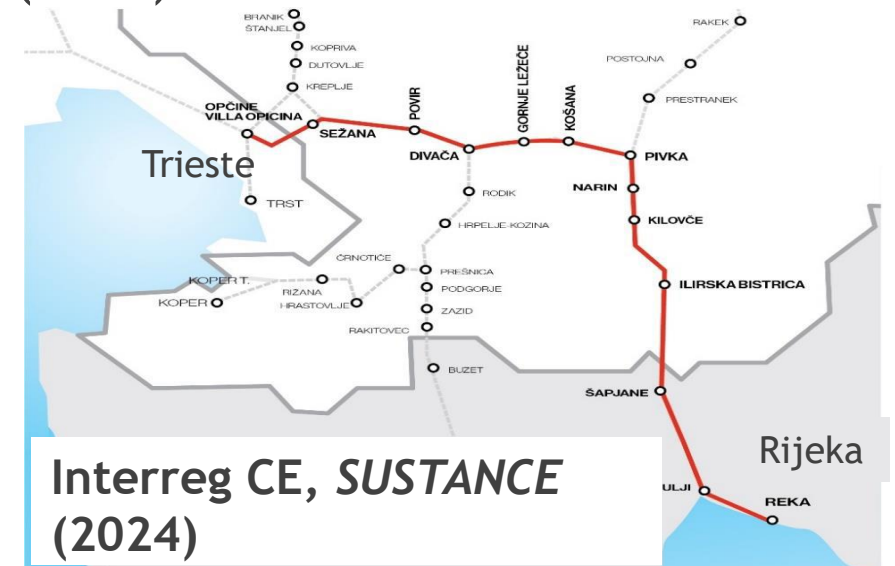 BRANIK
ŠTANJEL
KOPRIVA
DUTOVLJE
KREPLJE
RAKEK
POSTOJNA
PRESTRANEK
OPČINE
VILLA OPICINA
SEŽANA
POVIR
DIVAČA
GORNJE LEŽEČE
KOŠANA
PIVKA
Trieste
TRST
RODIK
NARIN
HRPELJE-KOZINA
KILOVČE
ČRNOTIČE
PREŠNICA
KOPER T.
RIŽANA
PODGORJE
ILIRSKA BISTRICA
KOPER
HRASTOVLJE
ZAZID
RAKITOVEC
BUZET
ŠAPJANE
Rijeka
ULJI
REKA
Interreg CE, SUSTANCE
(2024)